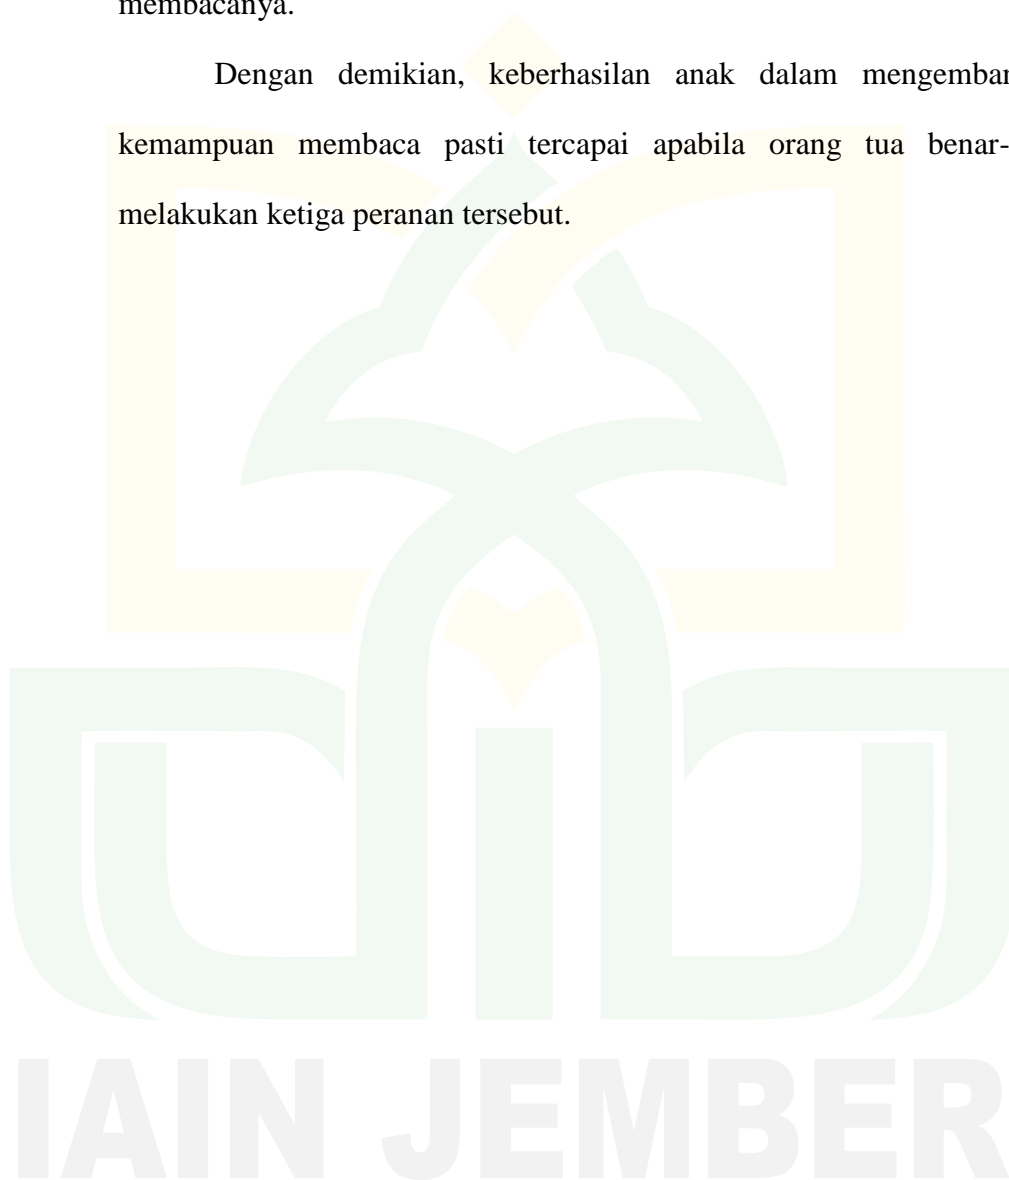 membacanya.
Dengan demikian, keberhasilan anak dalam mengembar
kemampuan membaca pasti tercapai apabila orang tua benar-
melakukan ketiga peranan tersebut.
IAIN JEMBER